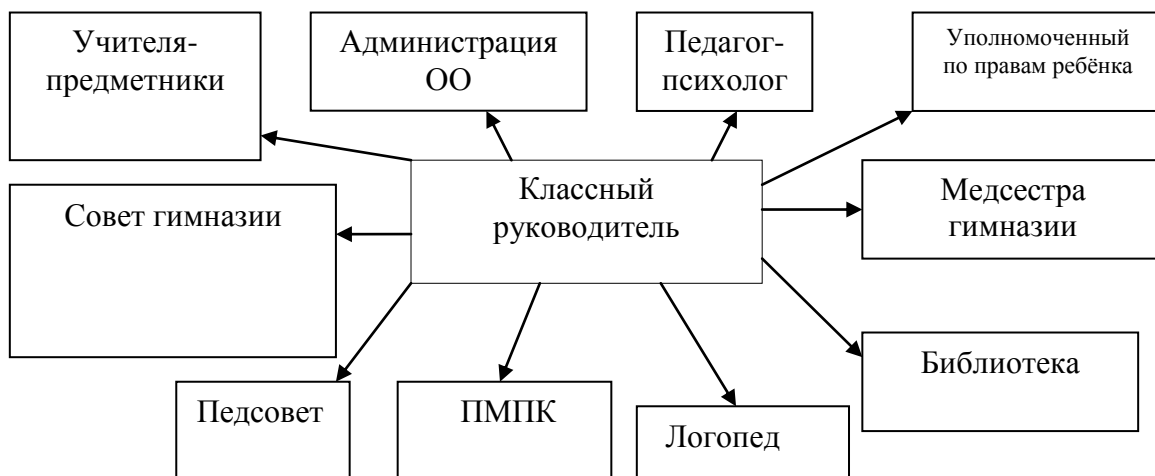 Учителя-
предметники
Администрация
ОО
Педагог-
психолог
Уполномоченный
по правам ребёнка
Совет гимназии
Классный
руководитель
Медсестра
гимназии
Библиотека
Педсовет
ПМПК
Логопед